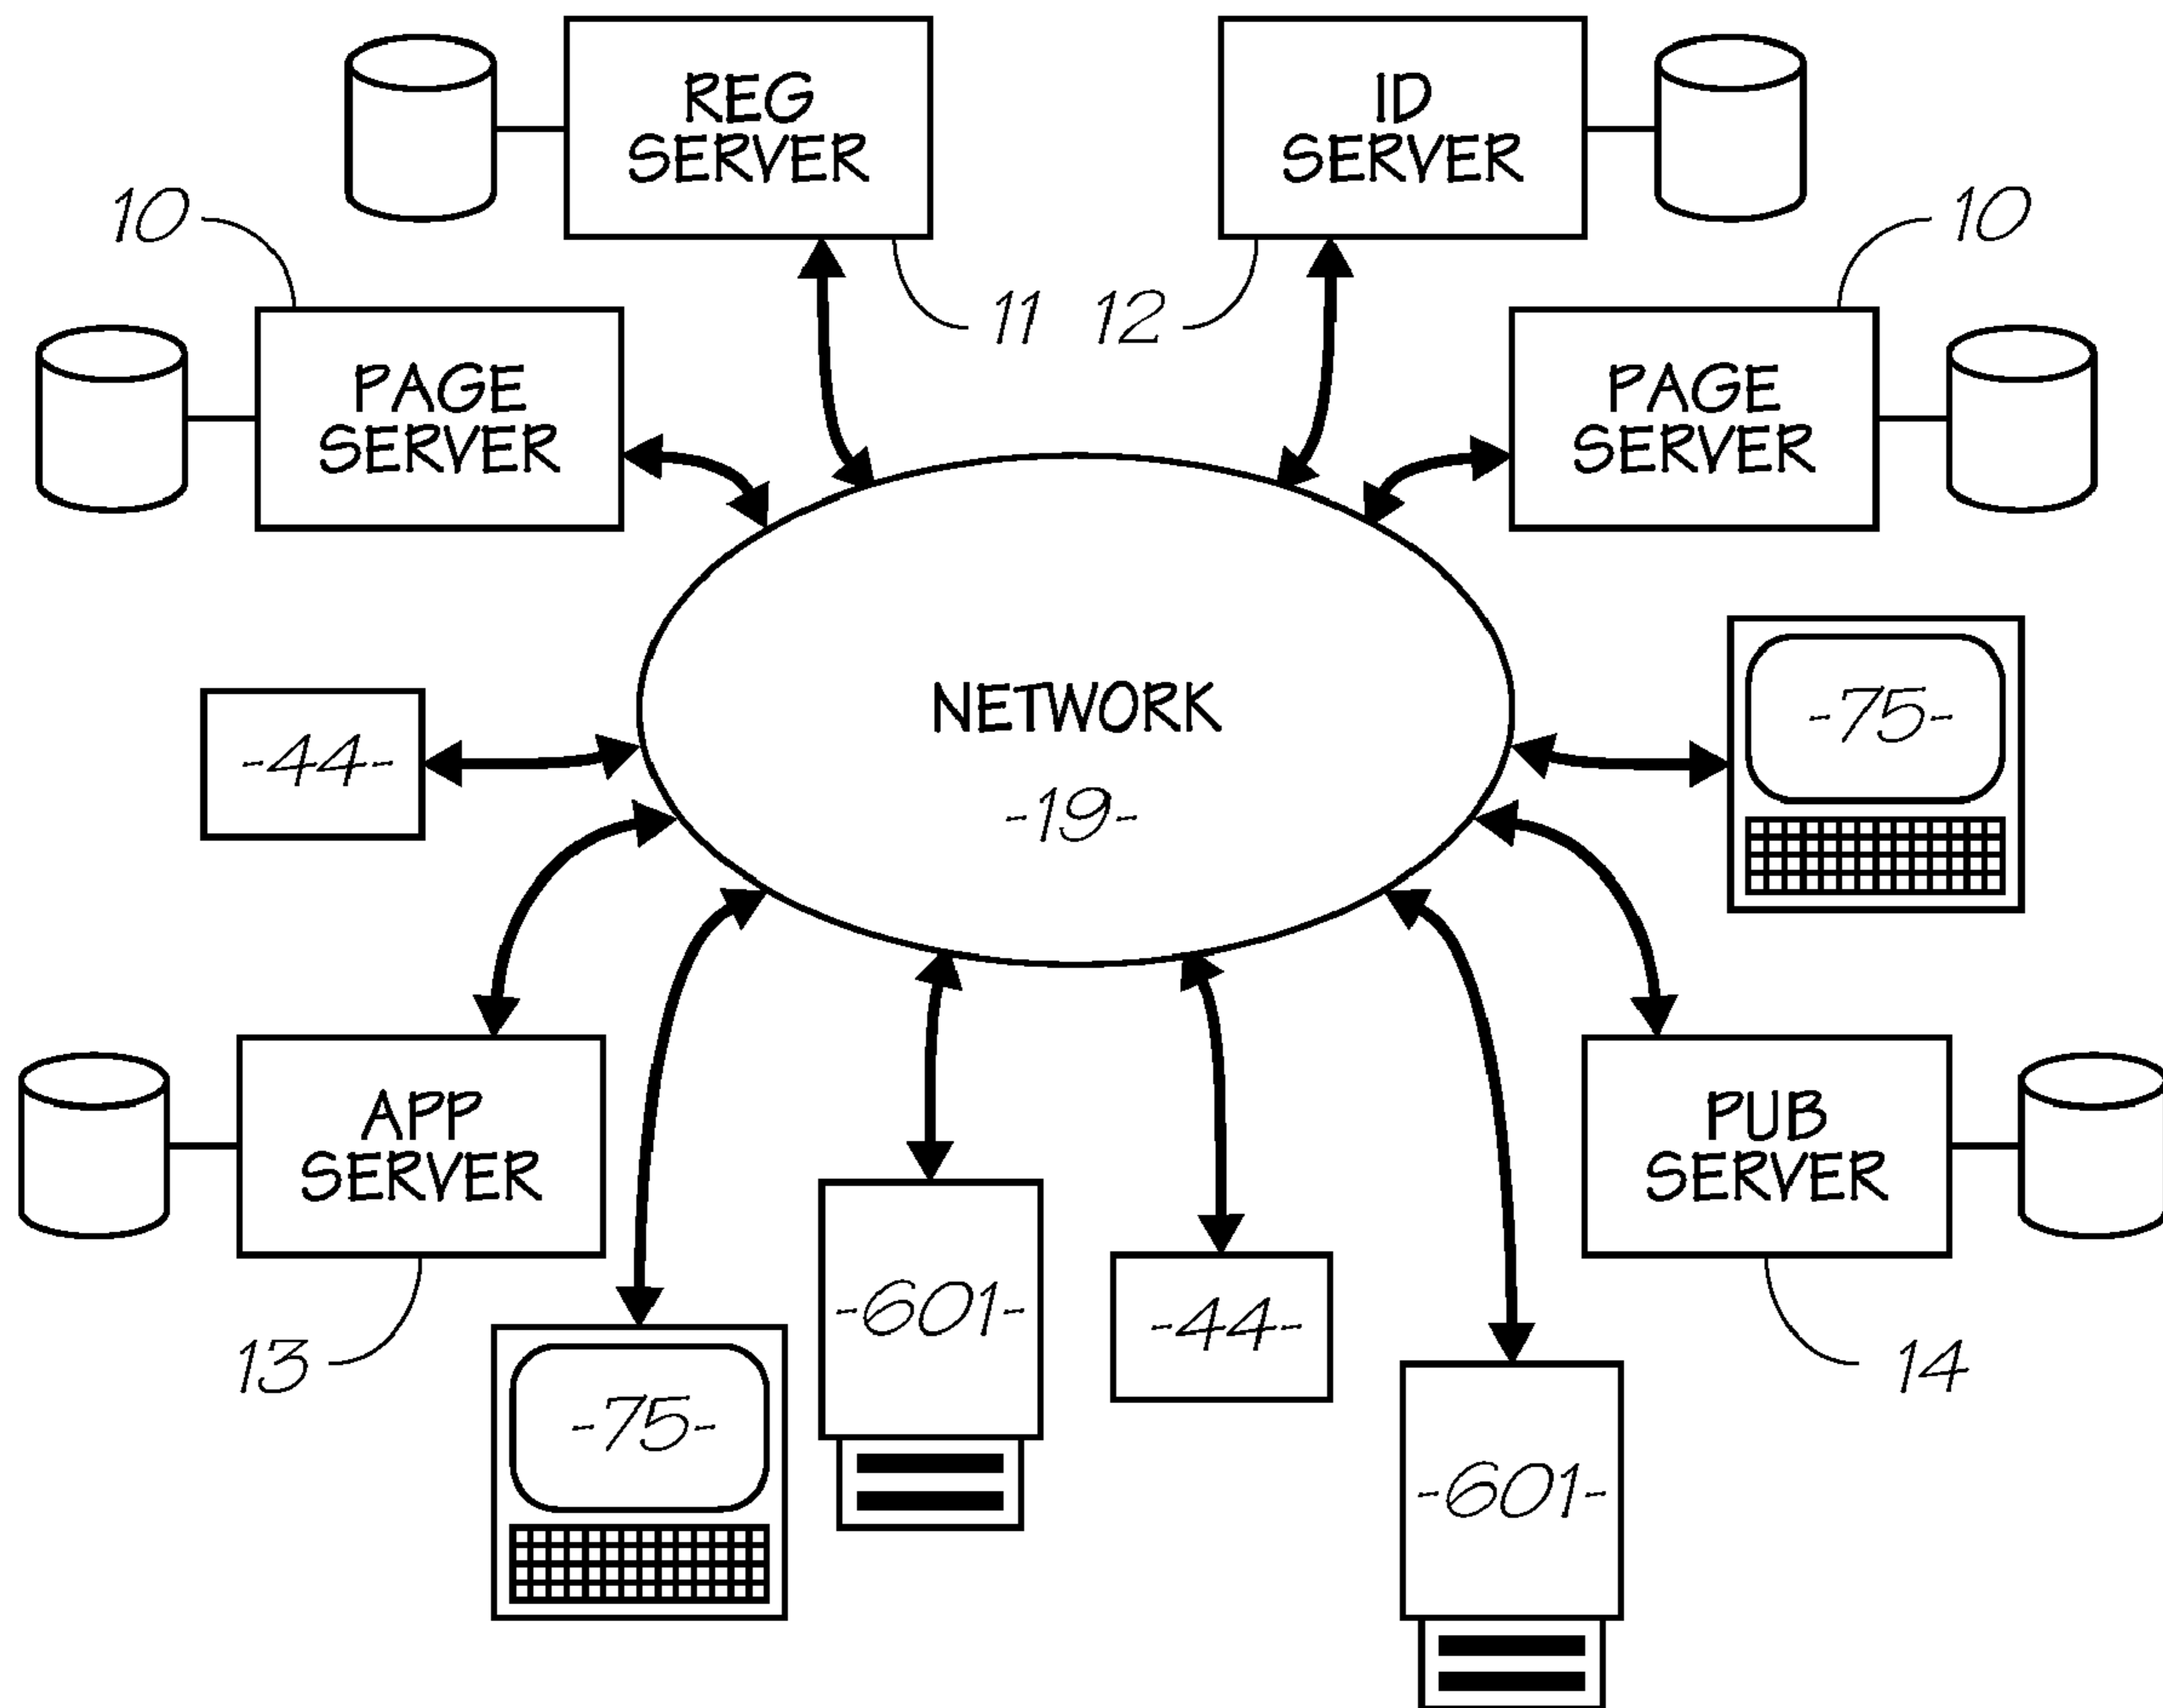 REG
SERVER
ID
SERVER
10
10
11
12
PAGE
SERVER
PAGE
SERVER
NETWORK
-19-
-75-
-44-
APP
SERVER
PUB
SERVER
-601-
-44-
13
14
-75-
-601-